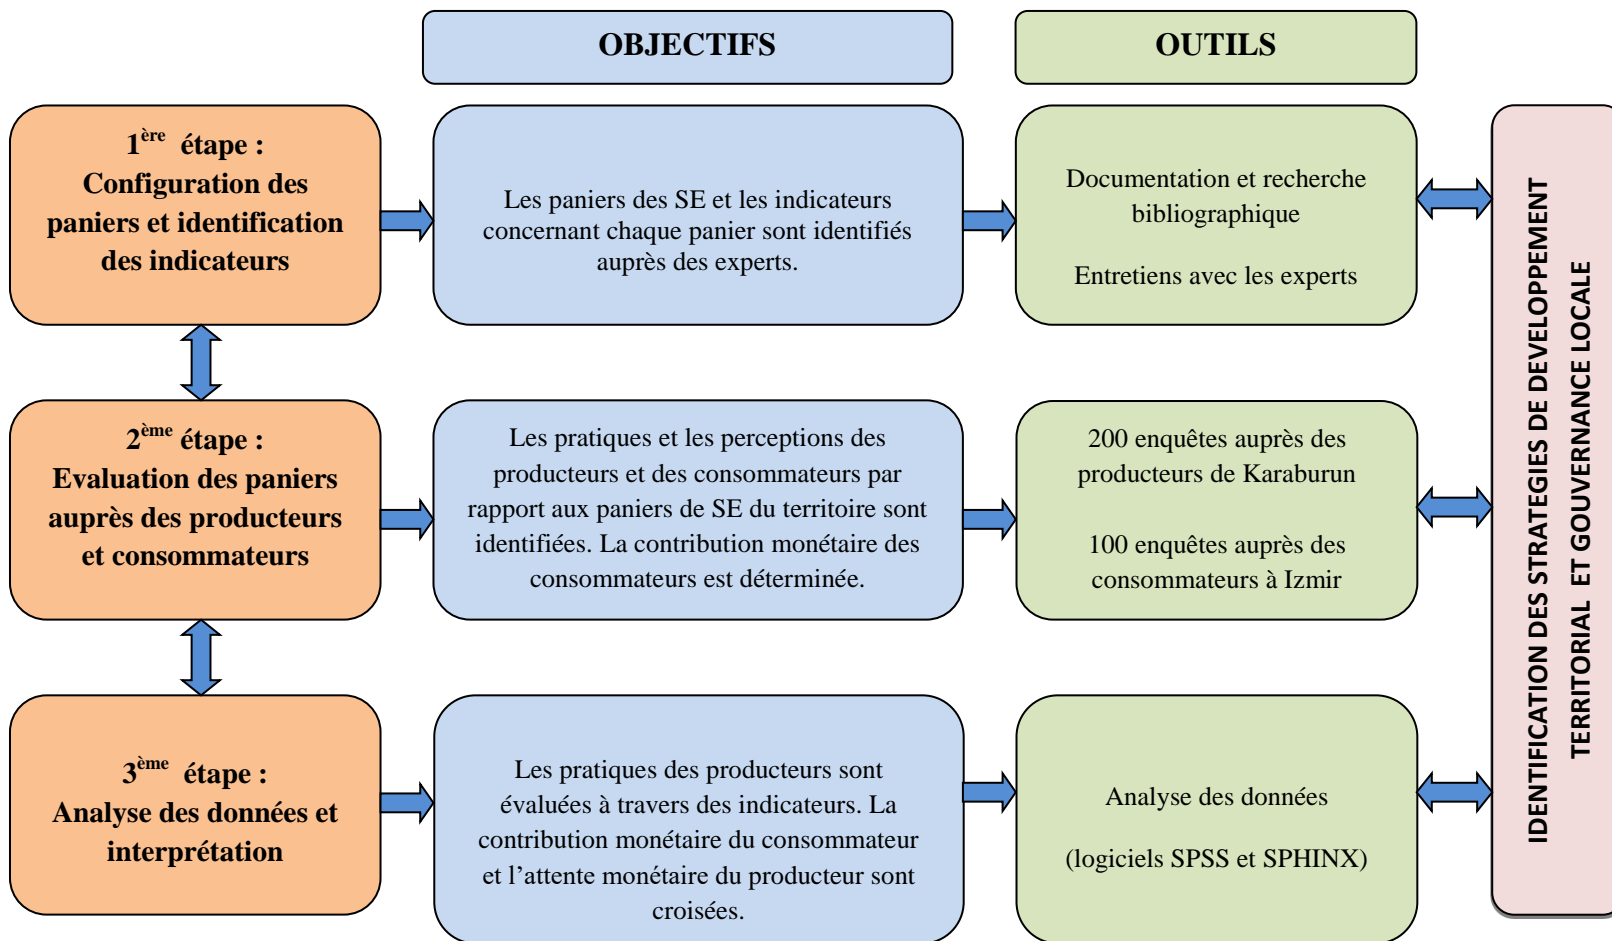 OBJECTIFS
OUTILS
1ère étape :
Configuration des
paniers et identification
des indicateurs
Les paniers des SE et les indicateurs
concernant chaque panier sont identifiés
auprès des experts.
Documentation et recherche
bibliographique
Entretiens avec les experts
2ème étape :
Evaluation des paniers
auprès des producteurs
et consommateurs
Les pratiques et les perceptions des
producteurs et des consommateurs par
rapport aux paniers de SE du territoire sont
identifiées. La contribution monétaire des
consommateurs est déterminée.
200 enquêtes auprès des
producteurs de Karaburun
100 enquêtes auprès des
consommateurs à Izmir
3ème étape :
Analyse des données et
interprétation
Les pratiques des producteurs sont
évaluées à travers des indicateurs. La
contribution monétaire du consommateur
et l’attente monétaire du producteur sont
croisées.
Analyse des données
(logiciels SPSS et SPHINX)
IDENTIFICATION DES STRATEGIES DE DEVELOPPEMENT
TERRITORIAL ET GOUVERNANCE LOCALE